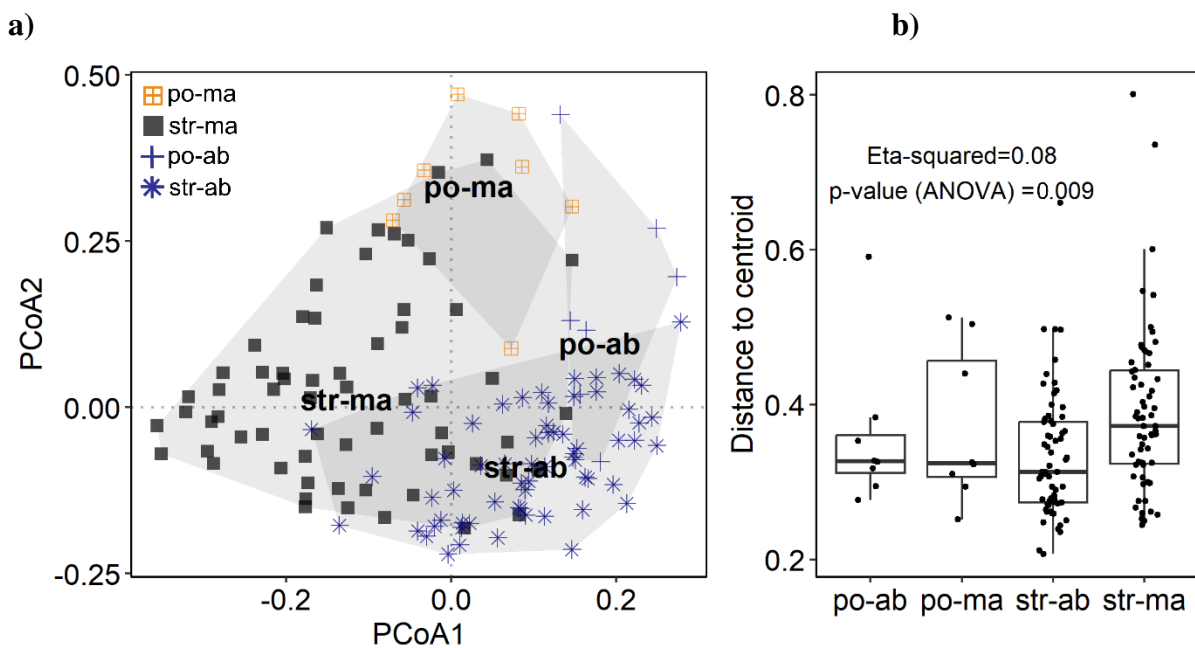 a)
0.50
0.25
0.00
-0.25
PCoA2
po-ma
str-ma
po-ab
str-ab
po-ma
po-ab
str-ma
str-ab
-0.2
0.0
0.2
PCoA1
b)
0.8
0.6
0.4
0.2
Distance to centroid
Eta-squared=0.08
p-value (ANOVA) =0.009
po-ab
po-ma
str-ab
str-ma